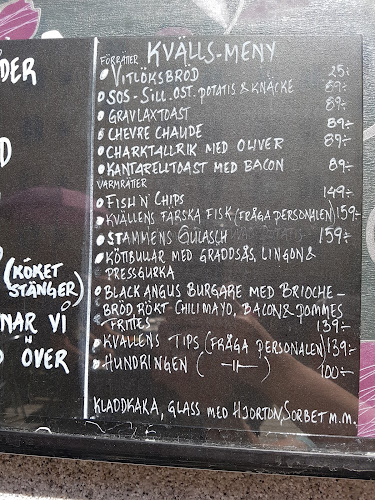 DER
D
(KÖKET
STÄNGER)
NAR VI
ÖVER
KVÄLLS-MENY
FÖRRÄTTER
VITLÖKSBRÖD 25:-
SOS-SILL.OST.POTATIS & KNÄCKE 89:-
GRAVLAXTOAST 89:-
CHEVRE CHAUDE 89:-
CHARKTALLRIK MED OLIVER 89:-
KANTARELLTOAST MED BACON 89:-
VARMRÄTTER
FISH'N'CHIPS 149:-
KVÄLLENS FÄRSKA FISK (FRÅGA PERSONALEN) 159:-
STAMMENS GULASCH 159:-
KÖTTBULLAR MED GRÄDDSÅS, LINGON &
PRESSGURKA
BLACK ANGUS BURGARE MED BRIOCHE-
BRÖD RÖKT CHILIMAYO, BACON & POMMES
FRITTES 139:-
KVÄLLENS TIPS (FRÅGA PERSONALEN) 139:-
HUNDRINGEN ( -||- ) 100:-
KLADDKAKA, GLASS MED HJORTON, SORBET M.M.